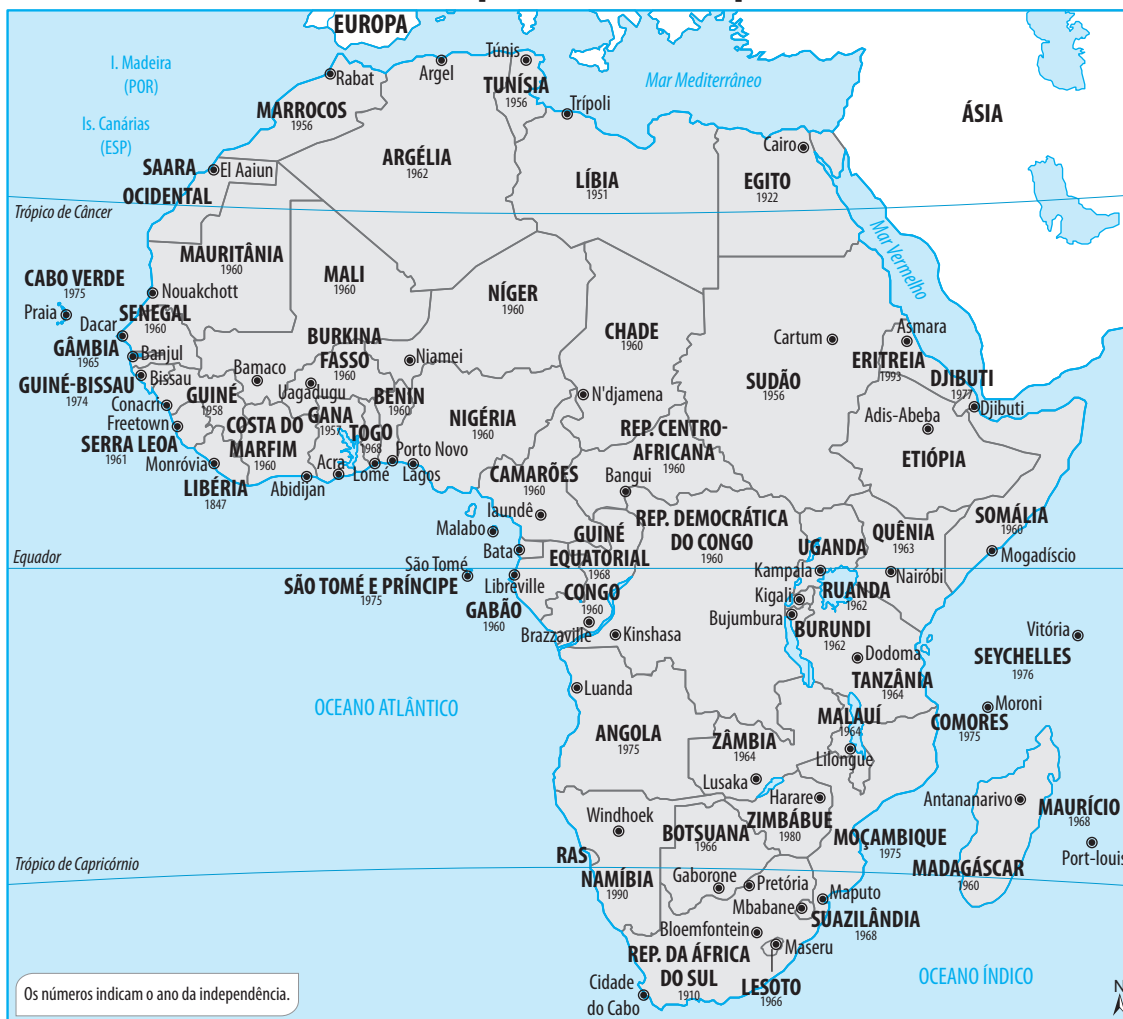 EUROPA
I. Madeira
(POR)
Is. Canárias
(ESP)
Mar Mediterrâneo
ÁSIA
Rabat
Argel
Túnis
TUNÍSIA
1956
Trípoli
MARROCOS
1956
ARGÉLIA
1962
LÍBIA
1951
Cairo
EGITO
1922
SAARA
OCIDENTAL
El Aaiun
Trópico de Câncer
Mar Vermelho
MAURITÂNIA
1960
MALI
1960
NÍGER
1960
CHADE
1960
CABO VERDE
1975
Praia
Nouakchott
SENEGAL
1960
Dacar
GÂMBIA
1965
Banjul
Bissau
GUINÉ-BISSAU
1974
BURKINA
FASSO
1960
Niamei
Bamaco
Uagadugu
BENIN
1960
Cartum
Asmara
ERITREIA
1993
SUDÃO
1956
DJIBUTI
1977
Djibuti
N'djamena
NIGÉRIA
1960
GUINÉ
1958
Conacri
Freetown
SERRA LEOA
1961
COSTA DO
MARFIM
1960
GANA
1957
TOGO
1968
Adis-Abeba
ETIÓPIA
REP. CENTRO-
AFRICANA
1960
Bangui
Monróvia
LIBÉRIA
1847
Abidijan
Acra
Lomé
Porto Novo
Lagos
CAMARÕES
1960
Iaundê
Malabo
Bata
GUINÉ
EQUATORIAL
1968
REP. DEMOCRÁTICA
DO CONGO
1960
UGANDA
Kampala
QUÊNIA
1963
Nairóbi
SOMÁLIA
1960
Mogadíscio
Equador
São Tomé
SÃO TOMÉ E PRÍNCIPE
1975
Libreville
GABÃO
1960
CONGO
1960
Brazzaville
Kinshasa
Kigali
RUANDA
1962
Bujumbura
BURUNDI
1962
Dodoma
TANZÂNIA
1964
Vitória
SEYCHELLES
1976
OCEANO ATLÂNTICO
Luanda
ANGOLA
1975
ZÂMBIA
1964
Lusaka
MALAUÍ
1964
Lilongue
Moroni
COMORES
1975
Harare
ZIMBÁBUE
1980
MOÇAMBIQUE
1975
Antananarivo
MADAGÁSCAR
1960
MAURÍCIO
1968
Port-louis
Windhoek
BOTSUANA
1966
Trópico de Capricórnio
RAS
NAMÍBIA
1990
Gaborone
Pretória
Mbabane
Maputo
SUAZILÂNDIA
1968
Bloemfontein
Maseru
REP. DA ÁFRICA
DO SUL
1910
LESOTO
1966
Cidade
do Cabo
OCEANO ÍNDICO
Os números indicam o ano da independência.
N